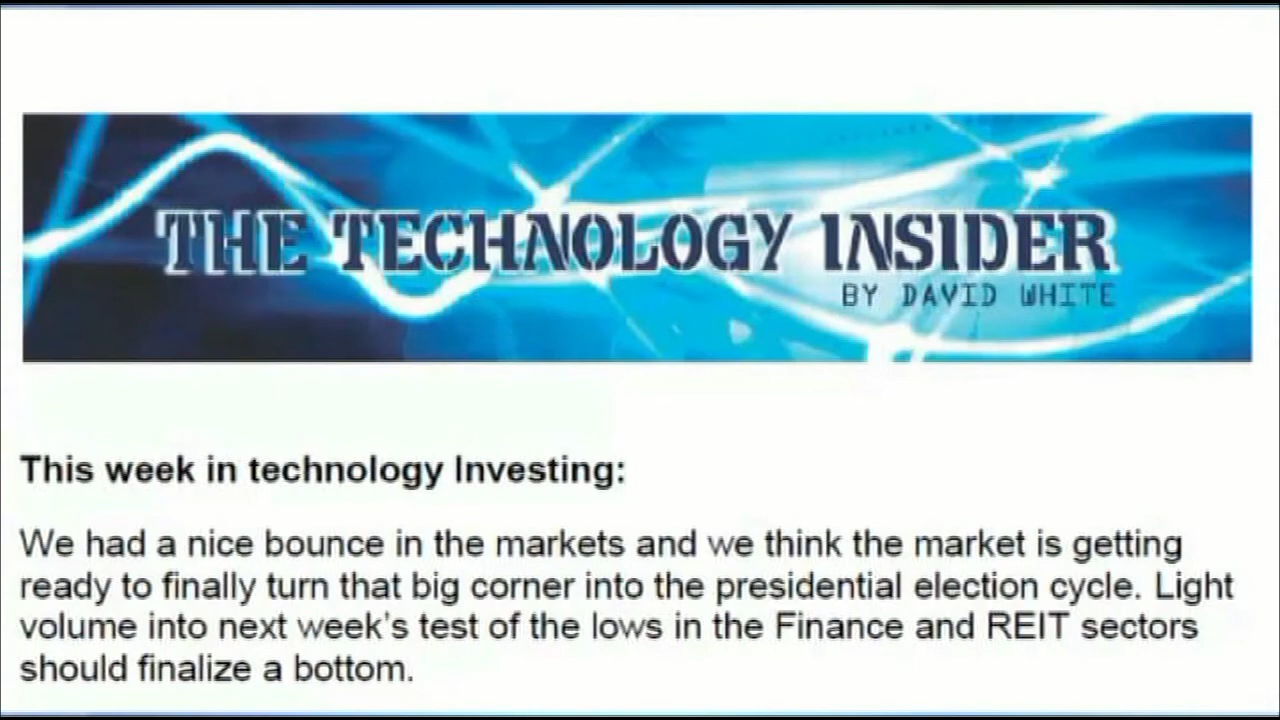 THE TECHNOLOGY INSIDER
BY DAVID WHITE
This week in technology Investing:
We had a nice bounce in the markets and we think the market is getting
ready to finally turn that big corner into the presidential election cycle. Light
volume into next week's test of the lows in the Finance and REIT sectors
should finalize a bottom.